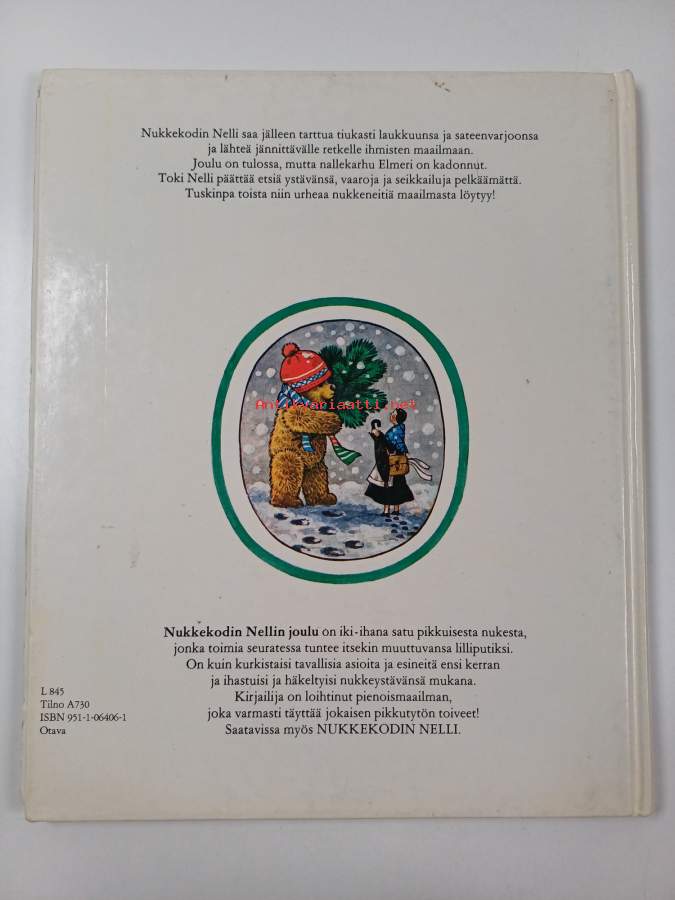 Nukkekodin Nelli saa jälleen tarttua tiukasti laukkuunsa ja sateenvarjoonsa
ja lähteä jännittävälle retkelle ihmisten maailmaan.
Joulu on tulossa, mutta nallekarhu Elmeri on kadonnut.
Toki Nelli päättää etsiä ystävänsä, vaaroja ja seikkailuja pelkäämättä.
Tuskinpa toista niin urheaa nukkeneitiä maailmasta löytyy!
Antikvariaatti.net
Nukkekodin Nellin joulu on iki-ihana satu pikkuisesta nukesta,
jonka toimia seuratessa tuntee itsekin muuttuvansa lilliputiksi.
On kuin kurkistaisi tavallisia asioita ja esineitä ensi kerran
ja ihastuisi ja häkeltyisi nukkeystävänsä mukana.
Kirjailija on loihtinut pienoismaailman,
joka varmasti täyttää jokaisen pikkutytön toiveet!
Saatavissa myös NUKKEKODIN NELLI.
L 845
Tilno A730
ISBN 951-1-06406-1
Otava